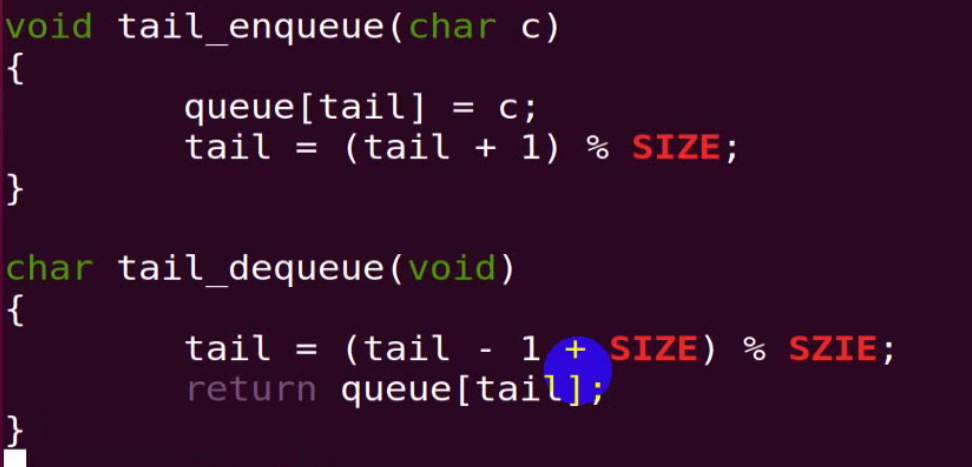 void tail_enqueue(char c)
{
        queue[tail] = c;
        tail = (tail + 1) % SIZE;
}

char tail_dequeue(void)
{
        tail = (tail - 1 + SIZE) % SZIE;
        return queue[tail];
}